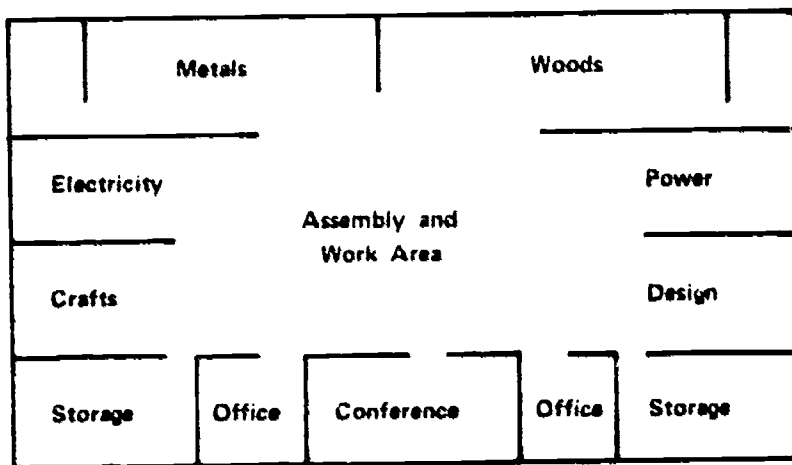 Metals
Woods
Electricity
Power
Assembly and
Work Area
Crafts
Design
Storage
Office
Conference
Office
Storage